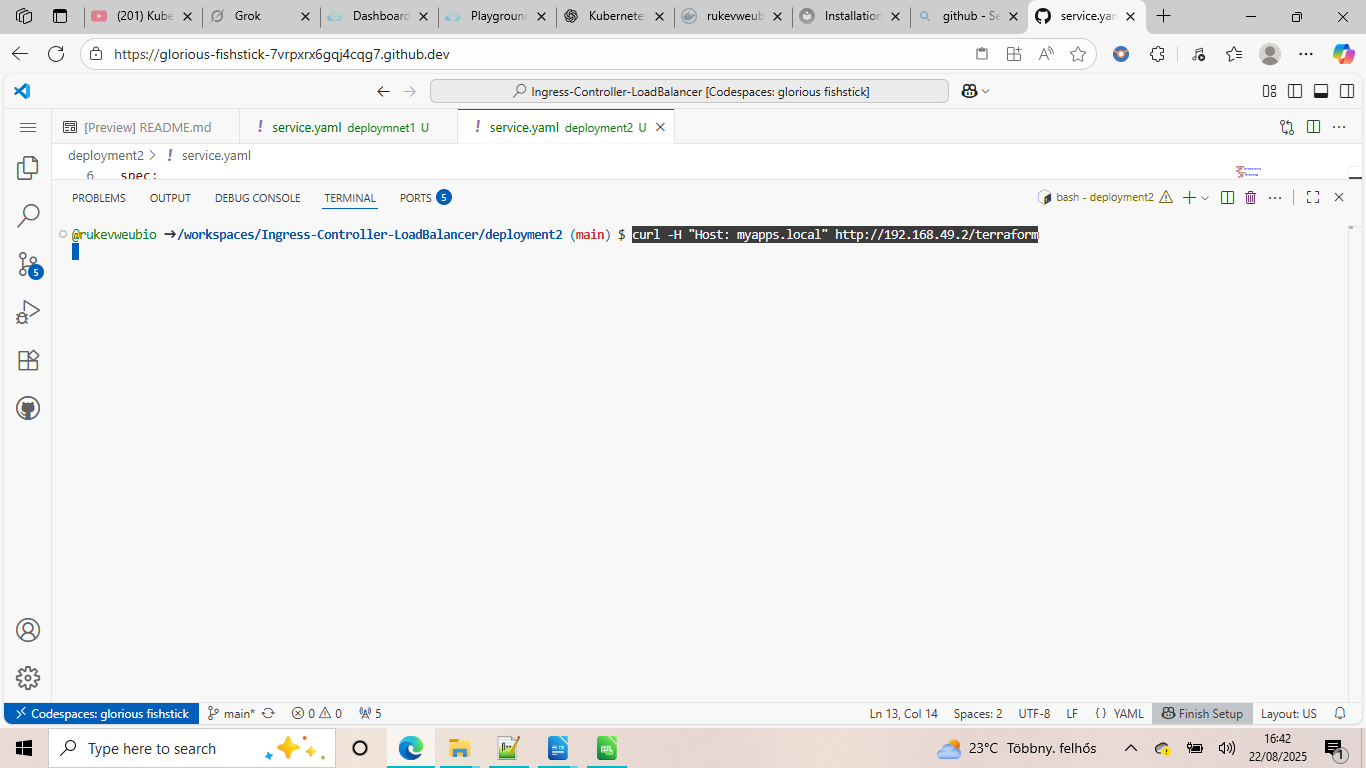 (201) Kube
Grok
Dashboard
Playground
Kubernetes
rukevweub
Installation
github - Se
service.yam
https://glorious-fishstick-7vrpxrx6gqj4cqg7.github.dev
Ingress-Controller-LoadBalancer [Codespaces: glorious fishstick]
[Preview] README.md
! service.yaml deploymnet1 U
! service.yaml deployment2 U
deployment2 > ! service.yaml
6 spec:
PROBLEMS OUTPUT DEBUG CONSOLE TERMINAL PORTS 5
bash - deployment2
@rukevweubio ➜/workspaces/Ingress-Controller-LoadBalancer/deployment2 (main) $ curl -H "Host: myapps.local" http://192.168.49.2/terraform
5
Codespaces: glorious fishstick main* 0 0 5
Ln 13, Col 14 Spaces: 2 UTF-8 LF {} YAML Finish Setup Layout: US
Type here to search
23°C Többny. felhős
16:42
22/08/2025
1